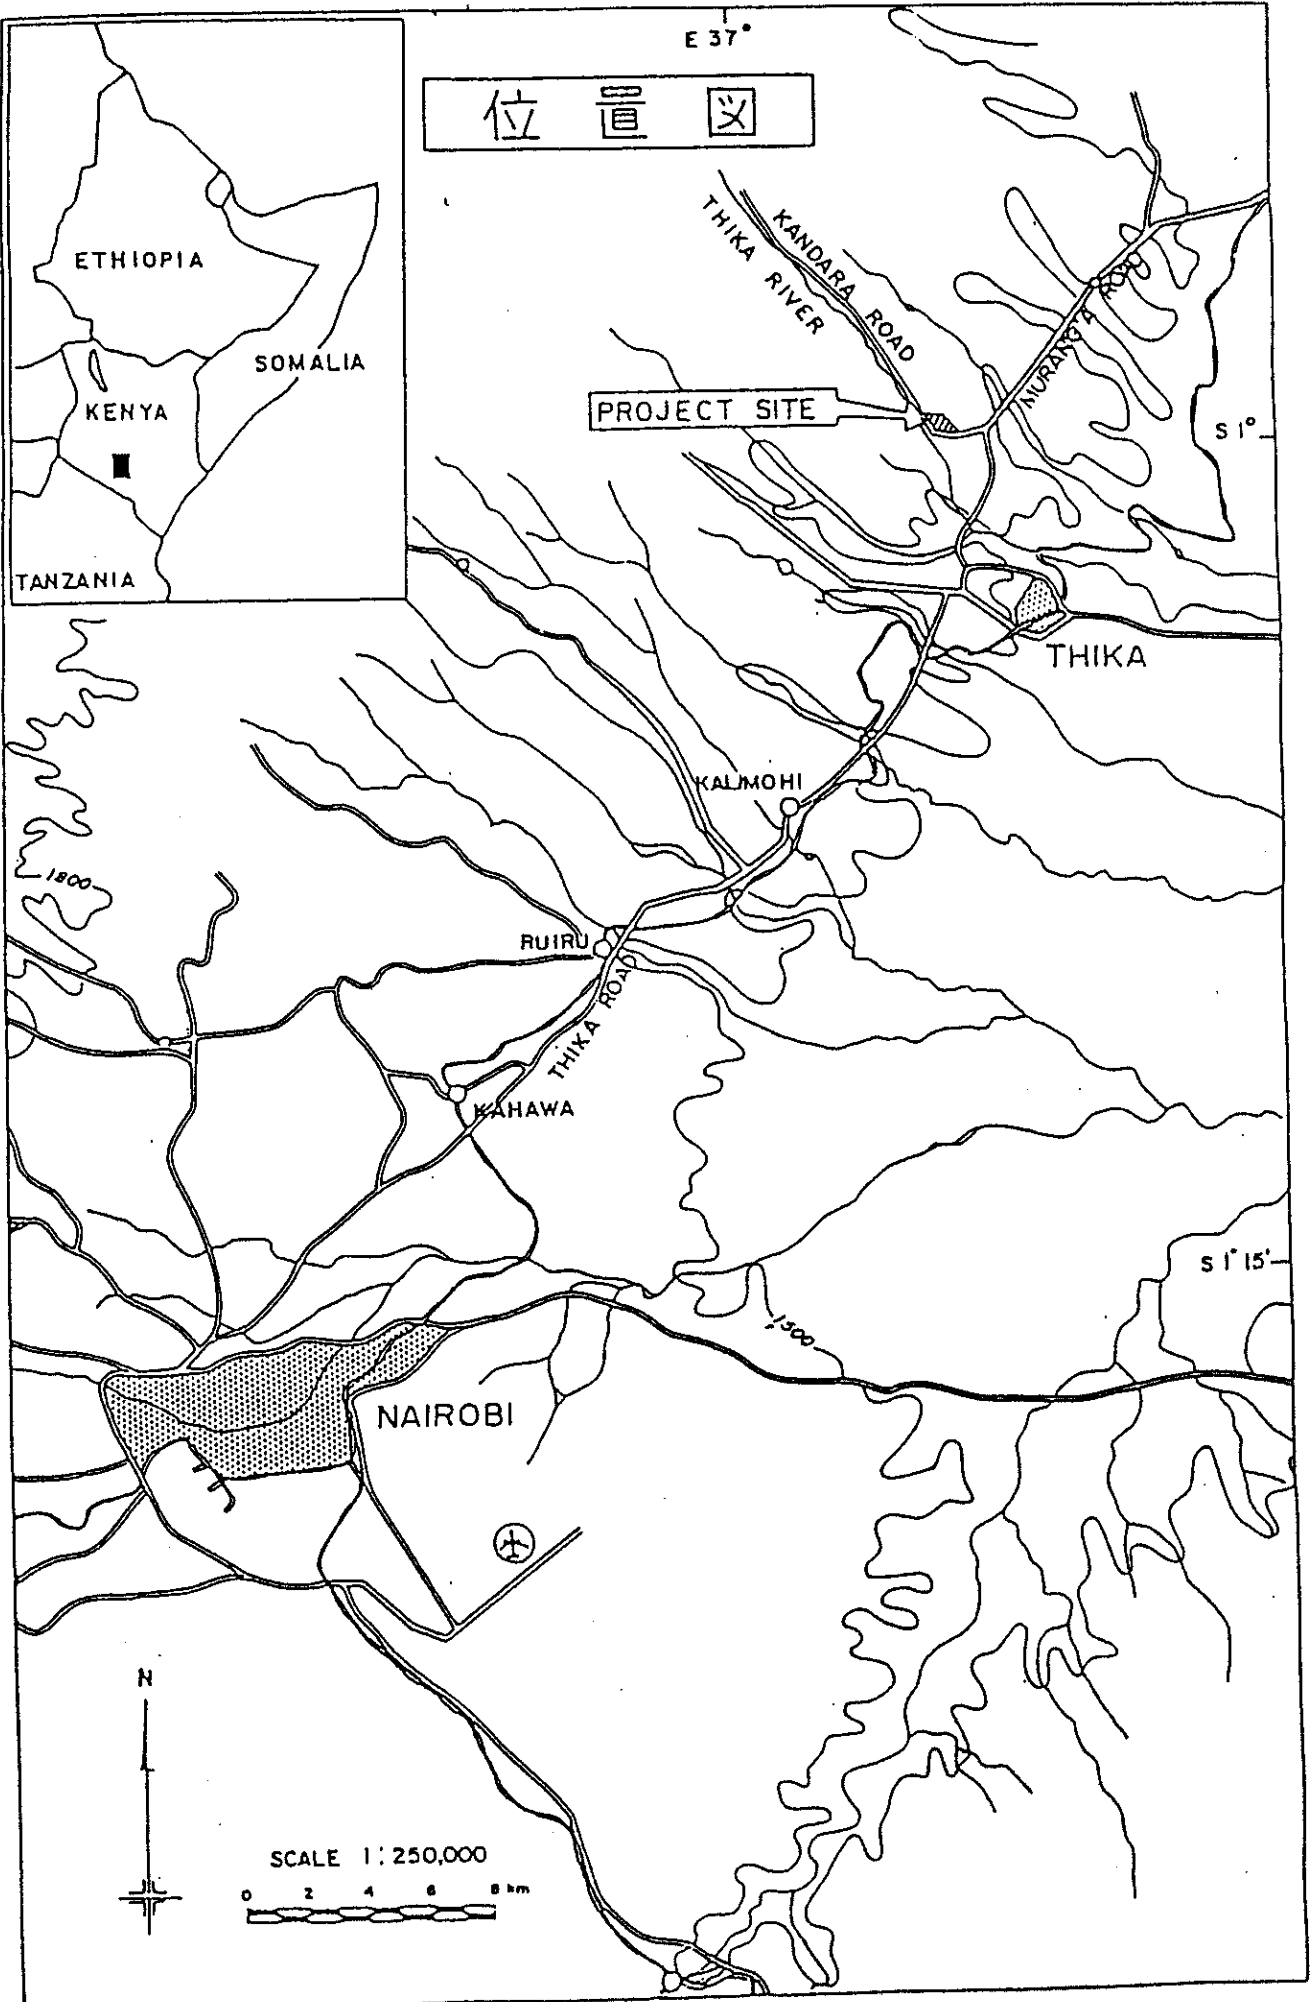 E 37°
位置図
ETHIOPIA
SOMALIA
KENYA
TANZANIA
KANDARA ROAD
THIKA RIVER
MURANG'A ROAD
PROJECT SITE
S 1°
THIKA
KALIMOHI
1800
RUIRU
THIKA ROAD
KAHAWA
S 1° 15'
1500
NAIROBI
N
SCALE 1:250,000
0 2 4 6 8 km